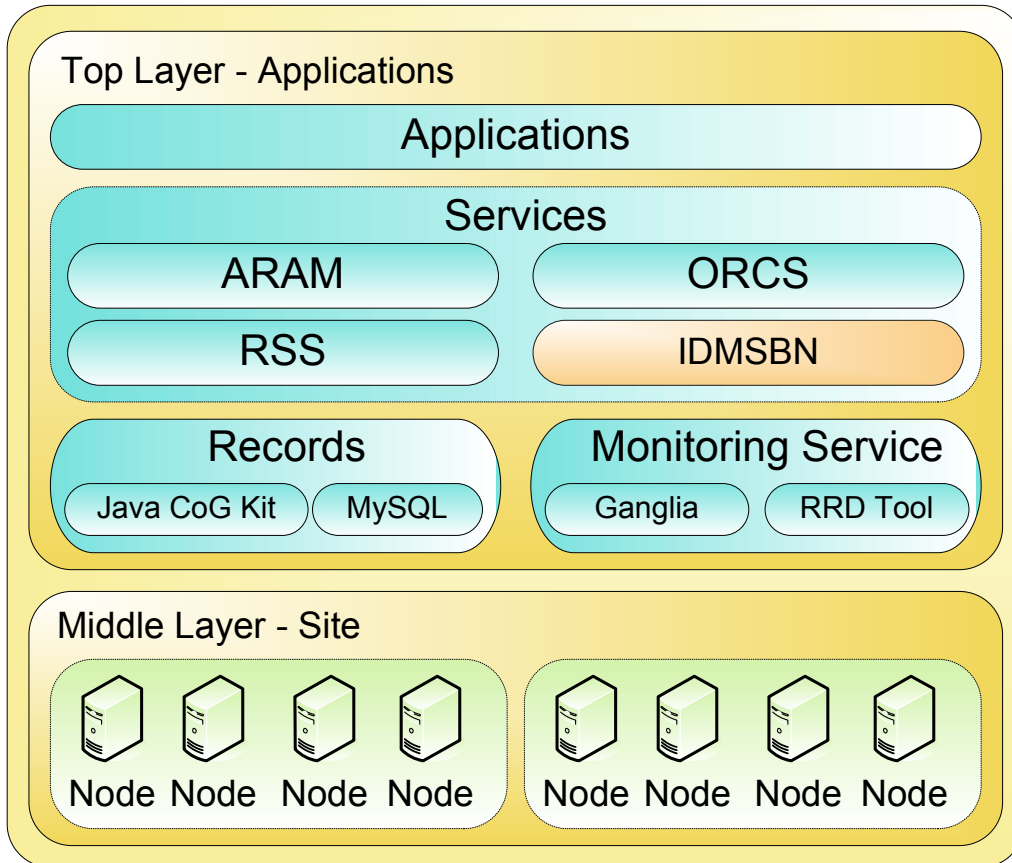 Top Layer - Applications
Applications
Services
ARAM
ORCS
RSS
IDMSBN
Records
Monitoring Service
Java CoG Kit
MySQL
Ganglia
RRD Tool
Middle Layer - Site
Node Node Node Node Node Node Node Node